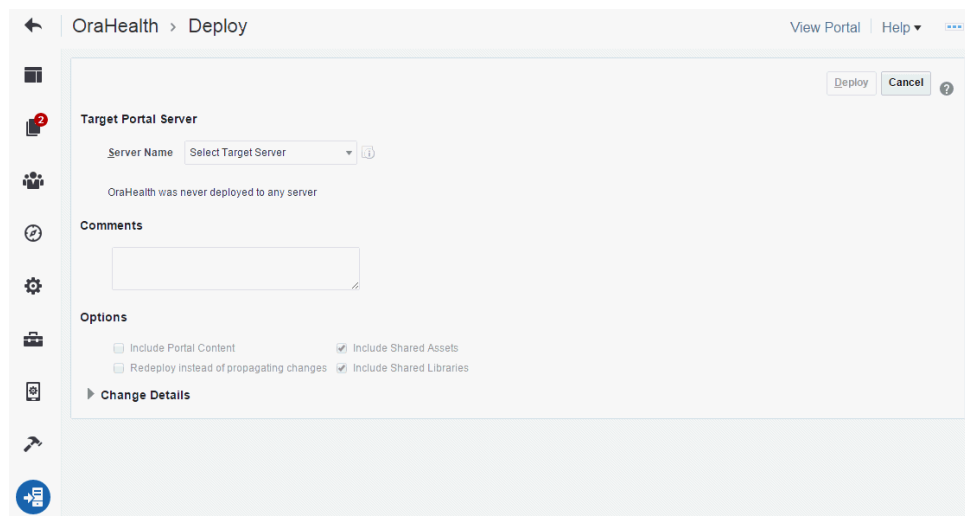 OraHealth > Deploy
View Portal
Help
2
Deploy
Cancel
?
Target Portal Server
Server Name
Select Target Server
OraHealth was never deployed to any server
Comments
Options
Include Portal Content
Include Shared Assets
Redeploy instead of propagating changes
Include Shared Libraries
Change Details